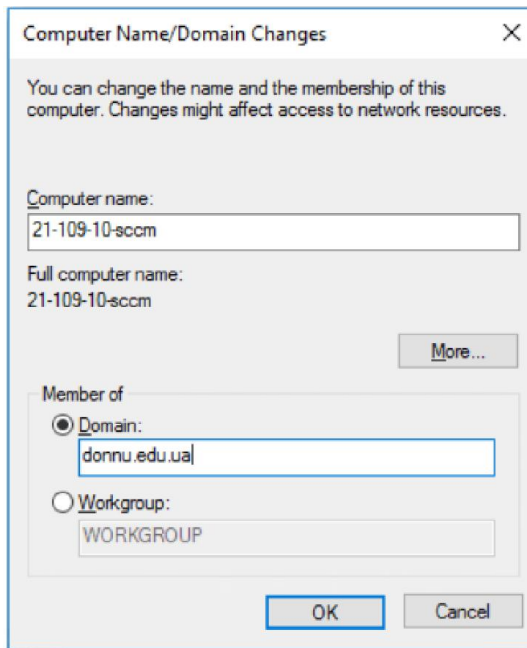 Computer Name/Domain Changes
You can change the name and the membership of this
computer. Changes might affect access to network resources.
Computer name:
21-109-10-sccm
Full computer name:
21-109-10-sccm
More...
Member of
Domain:
donnu.edu.ua
Workgroup:
WORKGROUP
OK
Cancel